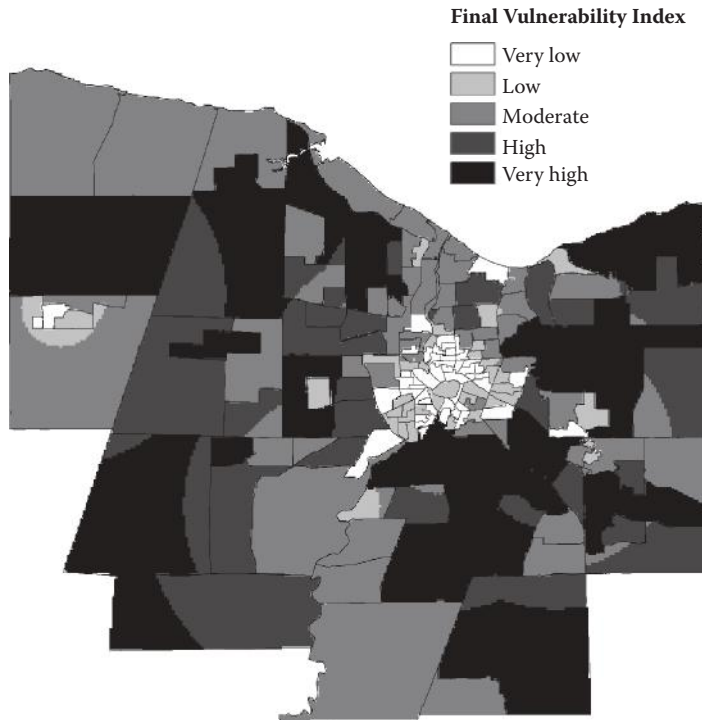 Final Vulnerability Index
Very low
Low
Moderate
High
Very high